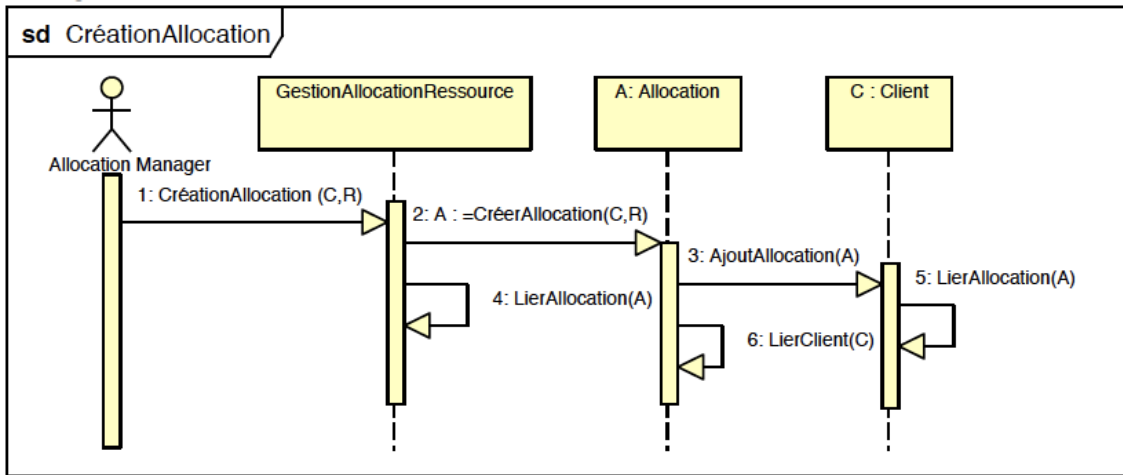 sd CréationAllocation
GestionAllocationRessource
A: Allocation
C : Client
Allocation Manager
1: CréationAllocation (C,R)
2: A : =CréerAllocation(C,R)
3: AjoutAllocation(A)
5: LierAllocation(A)
4: LierAllocation(A)
6: LierClient(C)